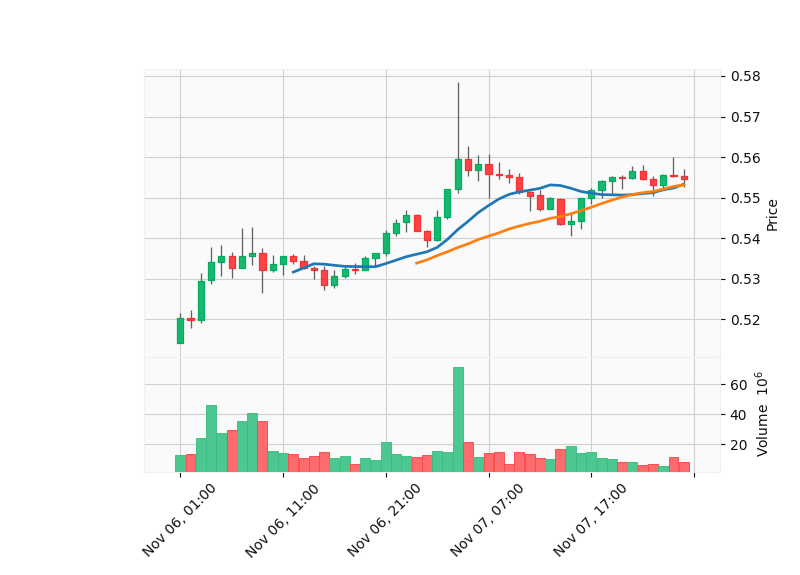 0.58
0.57
0.56
0.55
0.54
0.53
0.52
Price
60
40
20
Volume 10⁶
Nov 06, 01:00
Nov 06, 11:00
Nov 06, 21:00
Nov 07, 07:00
Nov 07, 17:00